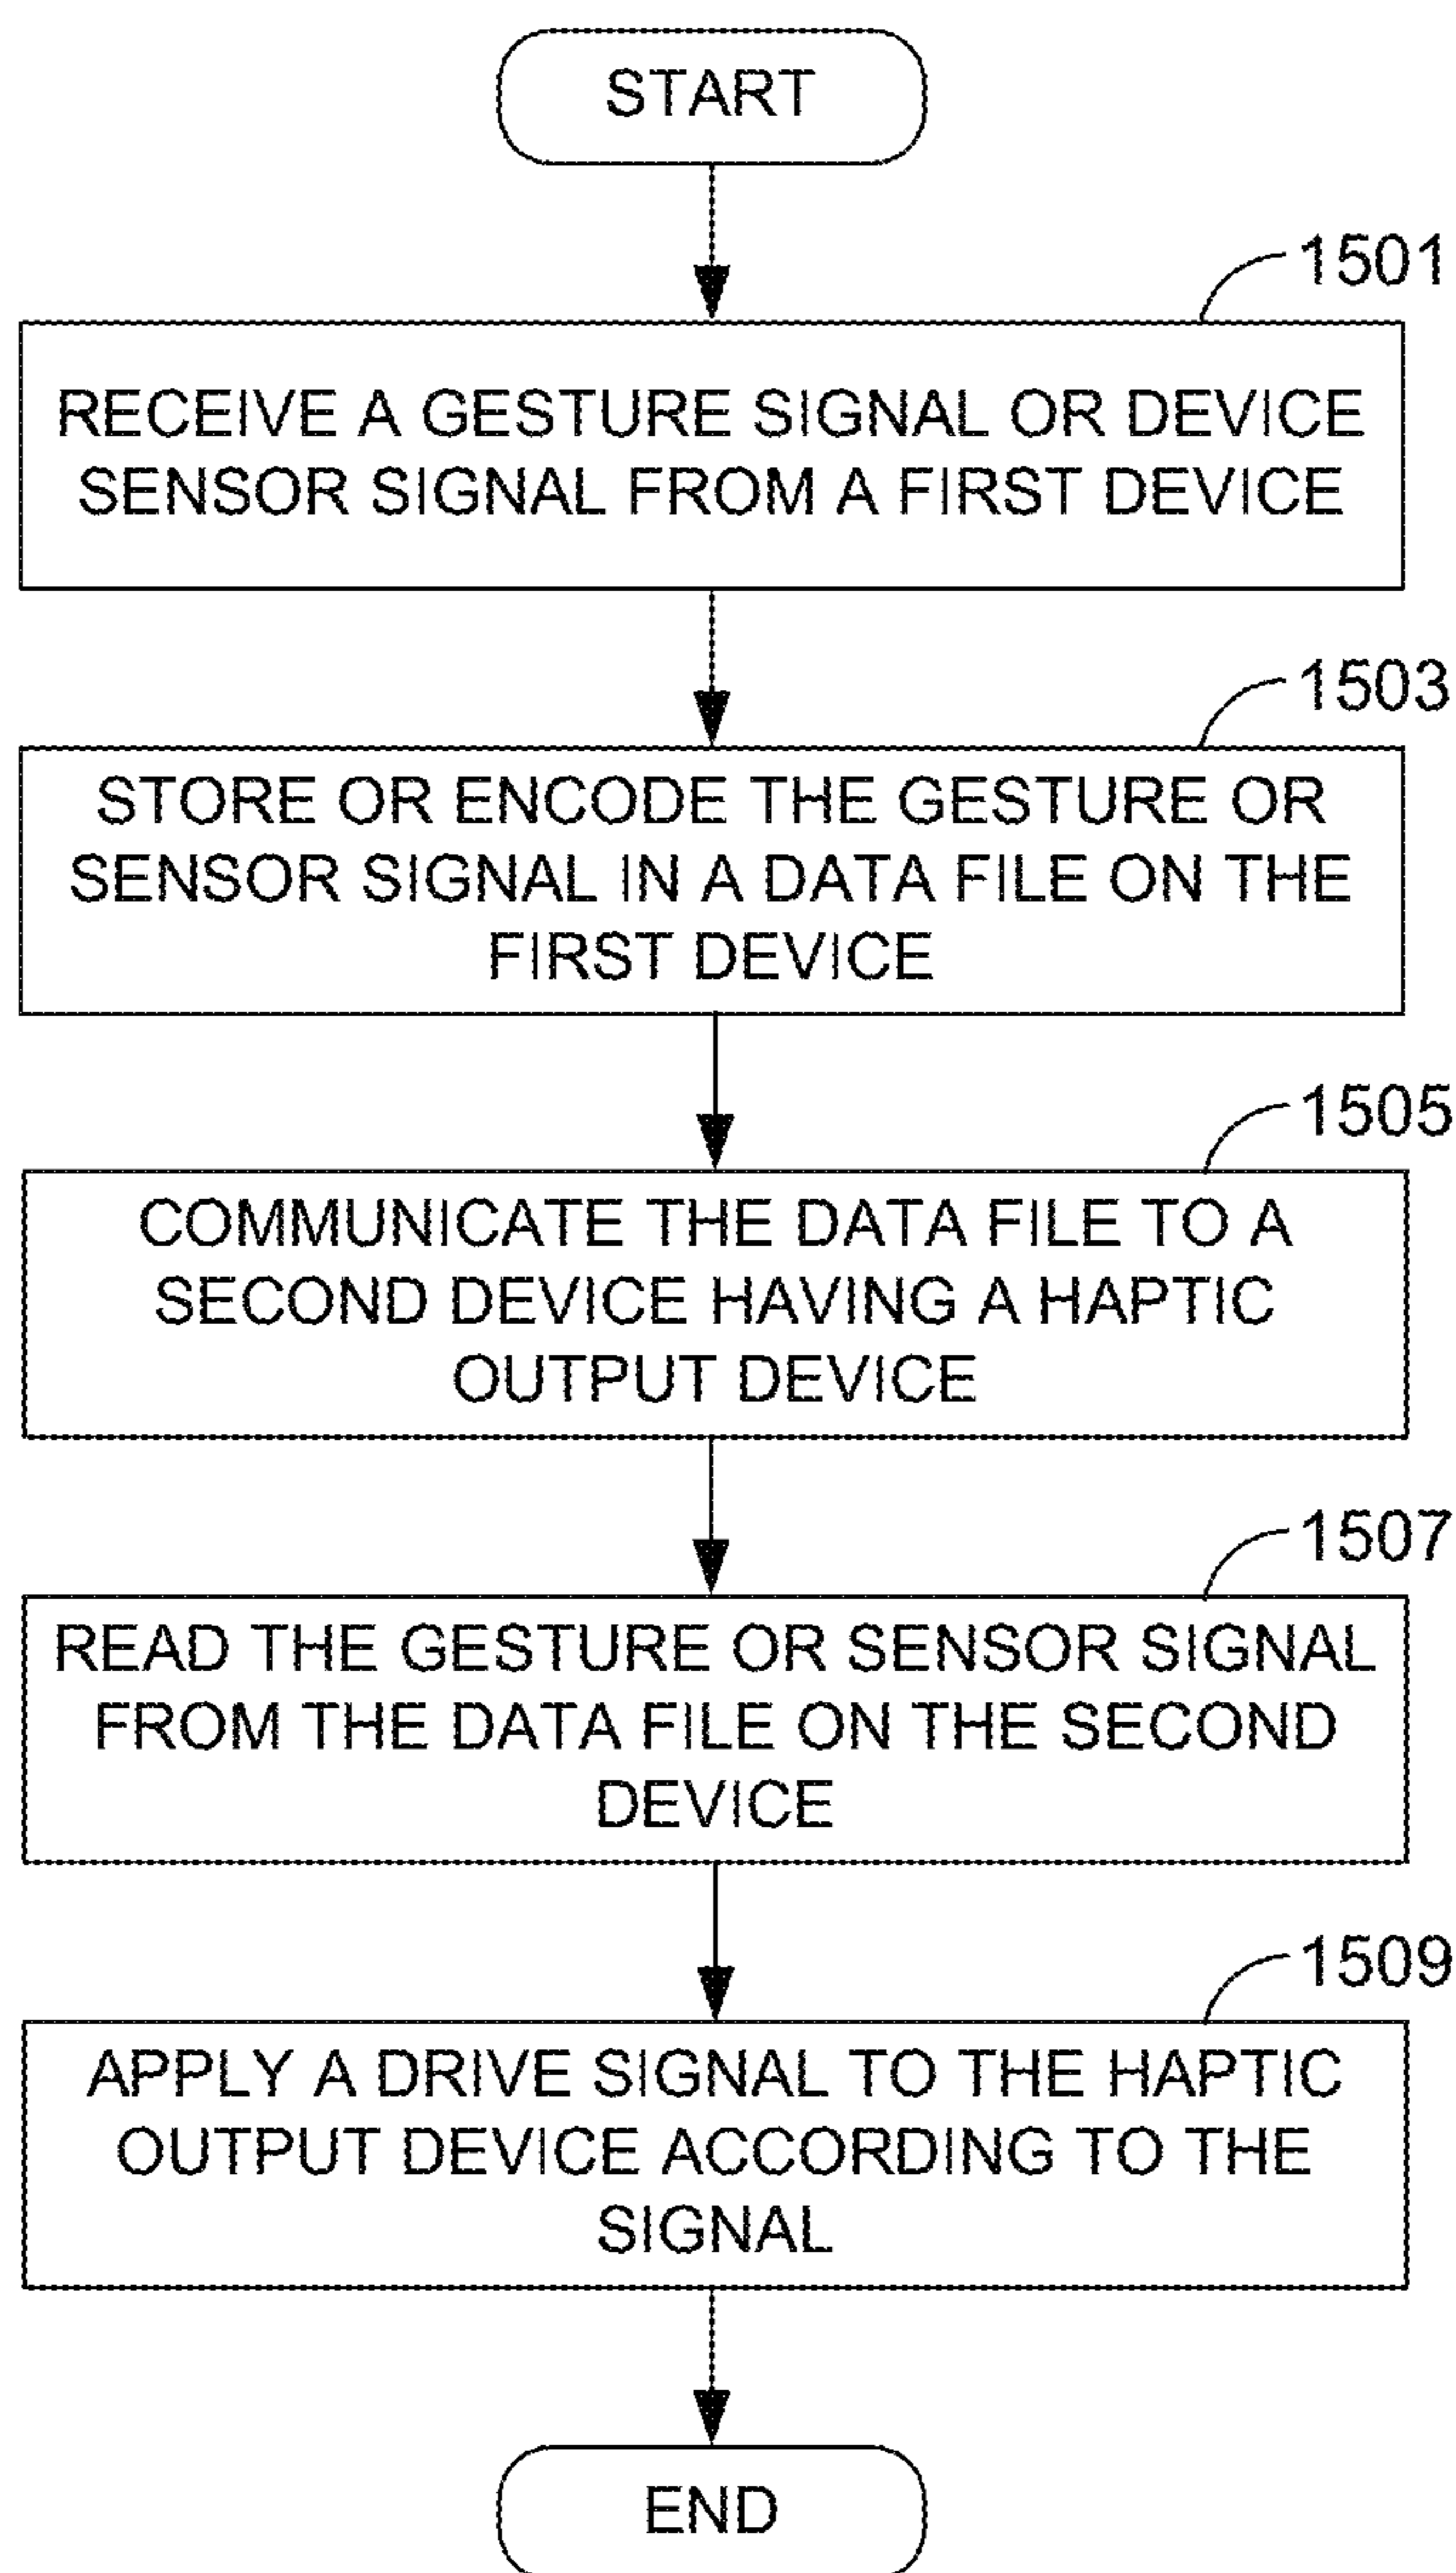 START
1501
RECEIVE A GESTURE SIGNAL OR DEVICE
SENSOR SIGNAL FROM A FIRST DEVICE
1503
STORE OR ENCODE THE GESTURE OR
SENSOR SIGNAL IN A DATA FILE ON THE
FIRST DEVICE
1505
COMMUNICATE THE DATA FILE TO A
SECOND DEVICE HAVING A HAPTIC
OUTPUT DEVICE
1507
READ THE GESTURE OR SENSOR SIGNAL
FROM THE DATA FILE ON THE SECOND
DEVICE
1509
APPLY A DRIVE SIGNAL TO THE HAPTIC
OUTPUT DEVICE ACCORDING TO THE
SIGNAL
END